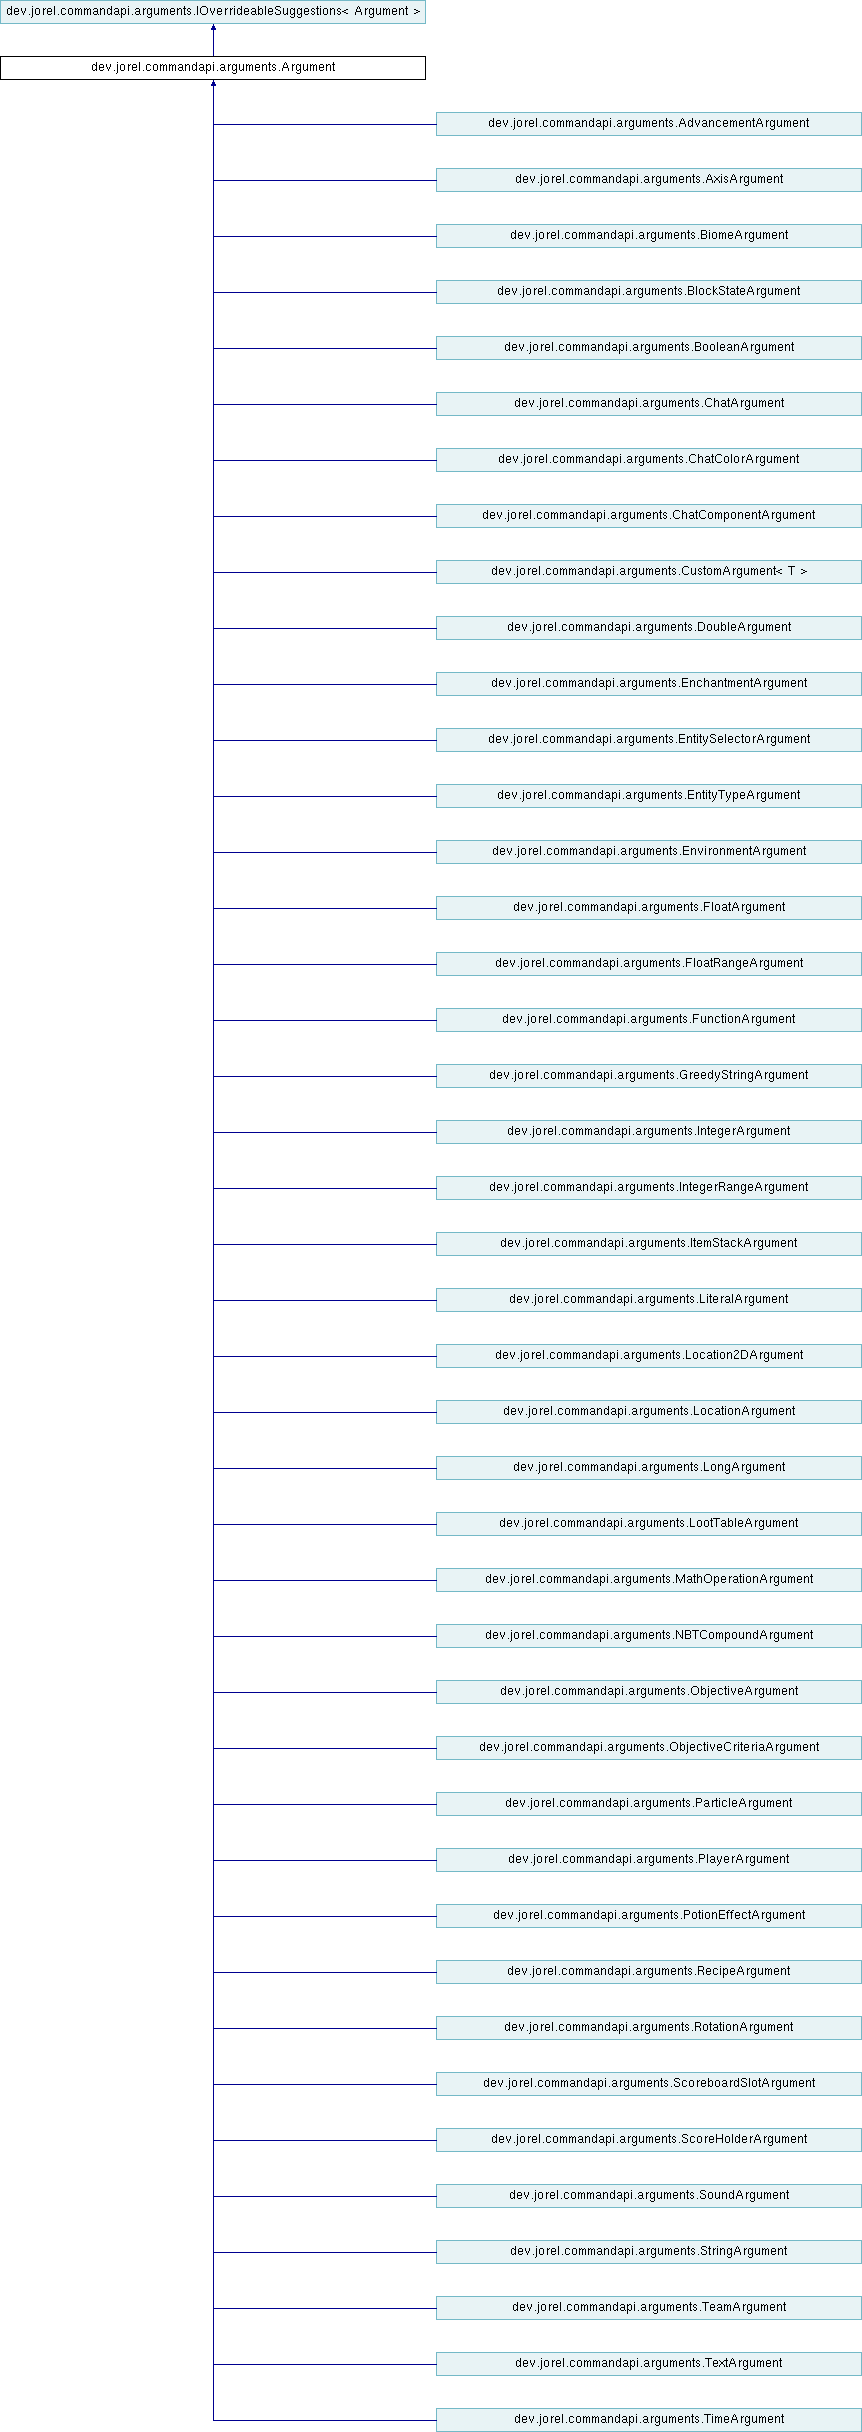 dev.jorel.commandapi.arguments.IOverrideableSuggestions< Argument >
dev.jorel.commandapi.arguments.Argument
dev.jorel.commandapi.arguments.AdvancementArgument
dev.jorel.commandapi.arguments.AxisArgument
dev.jorel.commandapi.arguments.BiomeArgument
dev.jorel.commandapi.arguments.BlockStateArgument
dev.jorel.commandapi.arguments.BooleanArgument
dev.jorel.commandapi.arguments.ChatArgument
dev.jorel.commandapi.arguments.ChatColorArgument
dev.jorel.commandapi.arguments.ChatComponentArgument
dev.jorel.commandapi.arguments.CustomArgument< T >
dev.jorel.commandapi.arguments.DoubleArgument
dev.jorel.commandapi.arguments.EnchantmentArgument
dev.jorel.commandapi.arguments.EntitySelectorArgument
dev.jorel.commandapi.arguments.EntityTypeArgument
dev.jorel.commandapi.arguments.EnvironmentArgument
dev.jorel.commandapi.arguments.FloatArgument
dev.jorel.commandapi.arguments.FloatRangeArgument
dev.jorel.commandapi.arguments.FunctionArgument
dev.jorel.commandapi.arguments.GreedyStringArgument
dev.jorel.commandapi.arguments.IntegerArgument
dev.jorel.commandapi.arguments.IntegerRangeArgument
dev.jorel.commandapi.arguments.ItemStackArgument
dev.jorel.commandapi.arguments.LiteralArgument
dev.jorel.commandapi.arguments.Location2DArgument
dev.jorel.commandapi.arguments.LocationArgument
dev.jorel.commandapi.arguments.LongArgument
dev.jorel.commandapi.arguments.LootTableArgument
dev.jorel.commandapi.arguments.MathOperationArgument
dev.jorel.commandapi.arguments.NBTCompoundArgument
dev.jorel.commandapi.arguments.ObjectiveArgument
dev.jorel.commandapi.arguments.ObjectiveCriteriaArgument
dev.jorel.commandapi.arguments.ParticleArgument
dev.jorel.commandapi.arguments.PlayerArgument
dev.jorel.commandapi.arguments.PotionEffectArgument
dev.jorel.commandapi.arguments.RecipeArgument
dev.jorel.commandapi.arguments.RotationArgument
dev.jorel.commandapi.arguments.ScoreboardSlotArgument
dev.jorel.commandapi.arguments.ScoreHolderArgument
dev.jorel.commandapi.arguments.SoundArgument
dev.jorel.commandapi.arguments.StringArgument
dev.jorel.commandapi.arguments.TeamArgument
dev.jorel.commandapi.arguments.TextArgument
dev.jorel.commandapi.arguments.TimeArgument